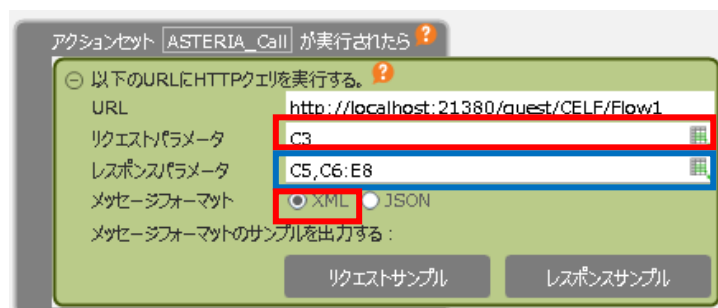 アクションセット ASTERIA_Call が実行されたら ?
以下のURLにHTTPクエリを実行する。 ?
URL http://localhost:21380/guest/CELF/Flow1
リクエストパラメータ C3
レスポンスパラメータ C5,C6:E8
メッセージフォーマット XML JSON
メッセージフォーマットのサンプルを出力する :
リクエストサンプル レスポンスサンプル